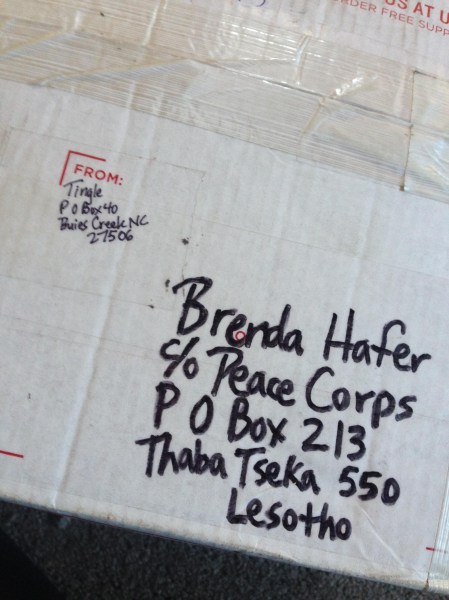 US AT U
RDER FREE SUPP
FROM:
Tingle
P O Box 40
Buies Creek NC
27506
Brenda Hafer
c/o Peace Corps
P O Box 213
Thaba Tseka 550
Lesotho